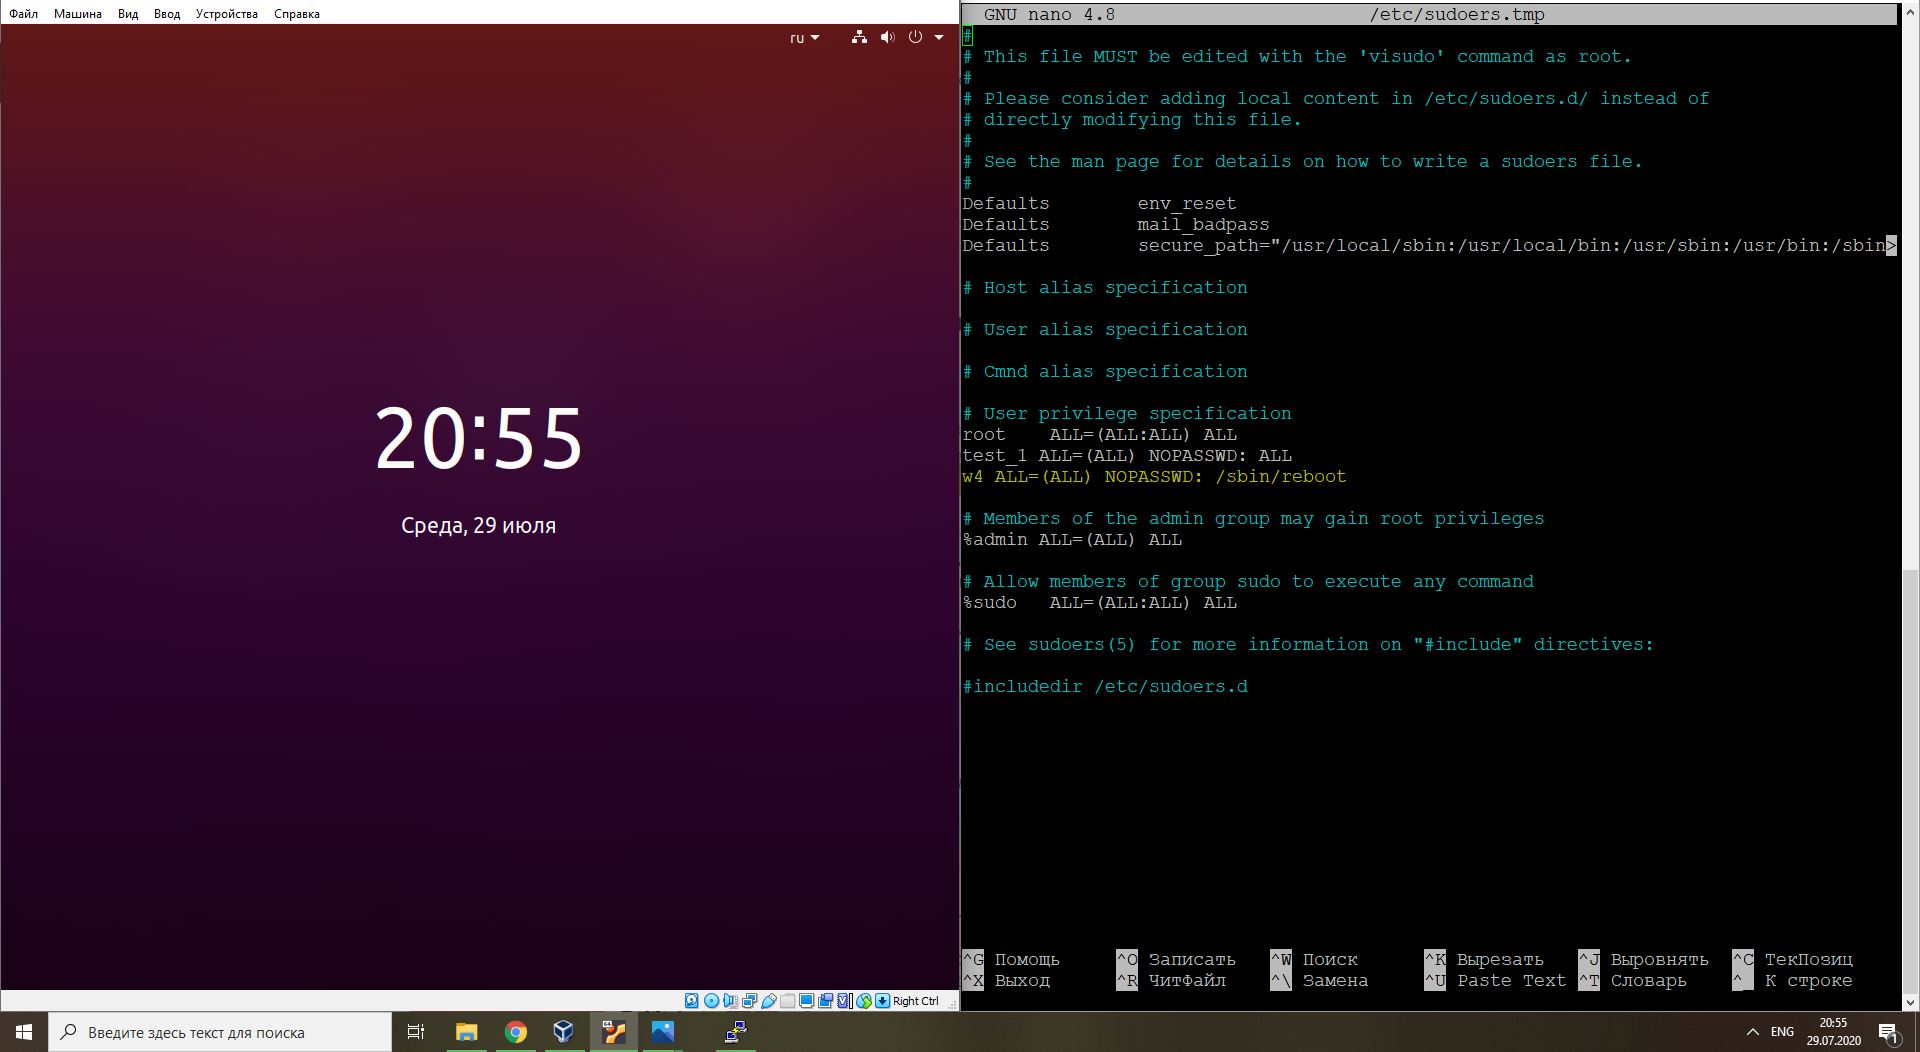 Файл Машина Вид Ввод Устройства Справка
ru
20:55
Среда, 29 июля
Right Ctrl
GNU nano 4.8 /etc/sudoers.tmp
#
# This file MUST be edited with the 'visudo' command as root.
#
# Please consider adding local content in /etc/sudoers.d/ instead of
# directly modifying this file.
#
# See the man page for details on how to write a sudoers file.
#
Defaults env_reset
Defaults mail_badpass
Defaults secure_path="/usr/local/sbin:/usr/local/bin:/usr/sbin:/usr/bin:/sbin>
# Host alias specification
# User alias specification
# Cmnd alias specification
# User privilege specification
root ALL=(ALL:ALL) ALL
test_1 ALL=(ALL) NOPASSWD: ALL
w4 ALL=(ALL) NOPASSWD: /sbin/reboot
# Members of the admin group may gain root privileges
%admin ALL=(ALL) ALL
# Allow members of group sudo to execute any command
%sudo ALL=(ALL:ALL) ALL
# See sudoers(5) for more information on "#include" directives:
#includedir /etc/sudoers.d
^G Помощь ^O Записать ^W Поиск ^K Вырезать ^J Выровнять ^C ТекПозиц
^X Выход ^R ЧитФайл ^\ Замена ^U Paste Text ^T Словарь ^_ К строке
Введите здесь текст для поиска
ENG
20:55
29.07.2020
1